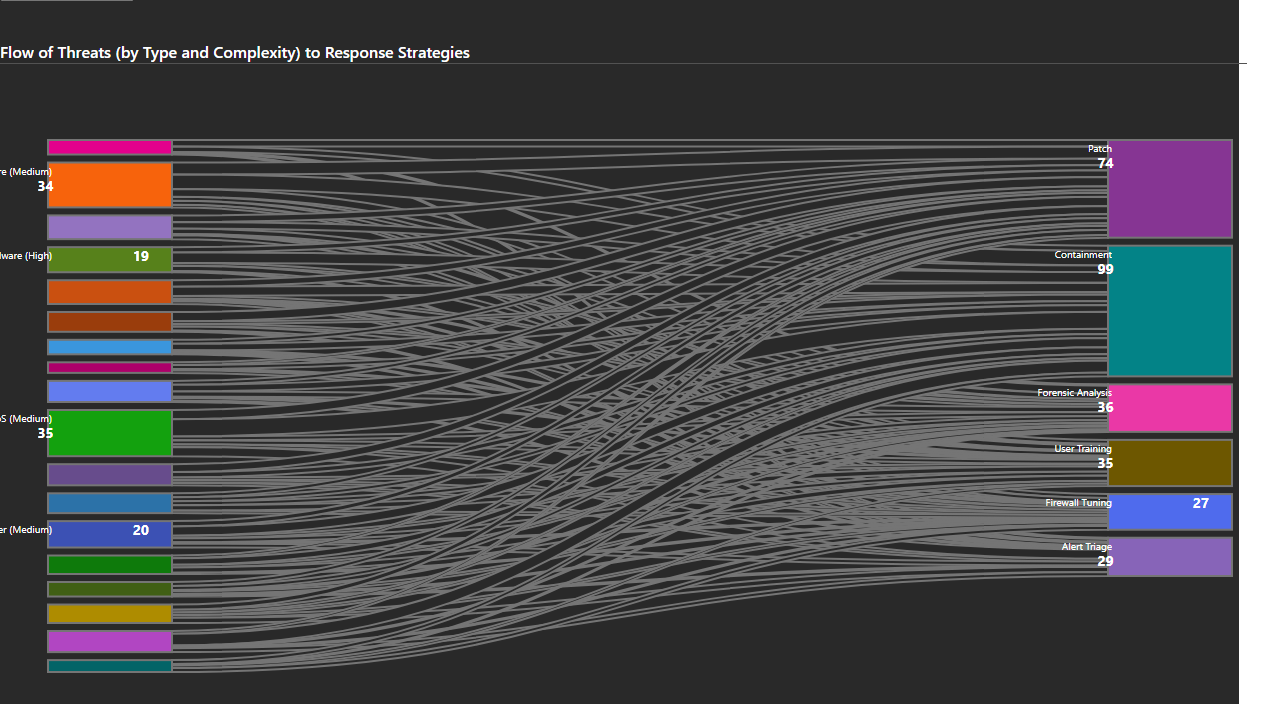 Flow of Threats (by Type and Complexity) to Response Strategies
re (Medium)
34
lware (High)
19
oS (Medium)
35
er (Medium)
20
Patch
74
Containment
99
Forensic Analysis
36
User Training
35
Firewall Tuning
27
Alert Triage
29